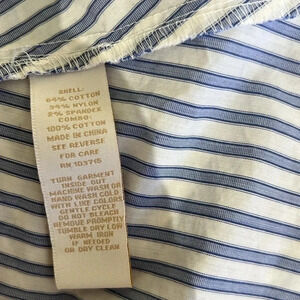 SHELL:
64% COTTON
34% NYLON
2% SPANDEX
COMBO:
100% COTTON
MADE IN CHINA
SEE REVERSE
FOR CARE
RN 103715
TURN GARMENT
INSIDE OUT
MACHINE WASH OR
HAND WASH COLD
WITH LIKE COLORS
GENTLE CYCLE
DO NOT BLEACH
REMOVE PROMPTLY
TUMBLE DRY LOW
WARM IRON
IF NEEDED
OR DRY CLEAN